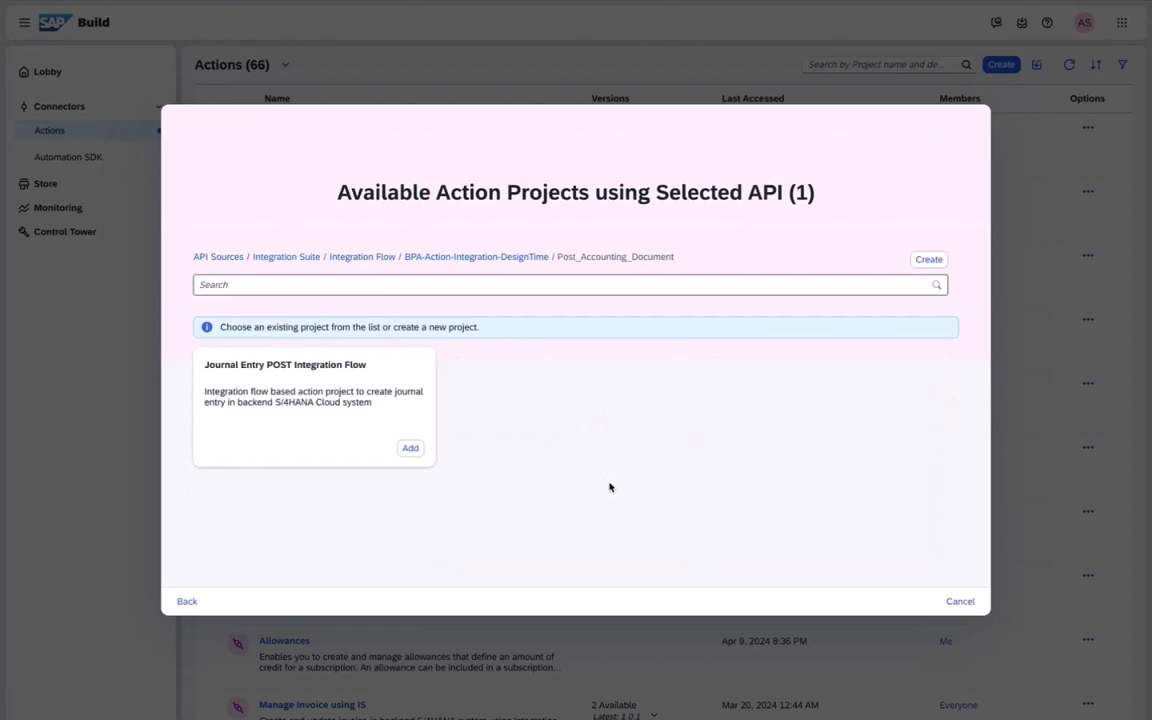 SAP Build
AS
Lobby
Connectors
Actions
Automation SDK
Store
Monitoring
Control Tower
Actions (66)
Search by Project name and de...
Create
Name
Versions
Last Accessed
Members
Options
Available Action Projects using Selected API (1)
API Sources / Integration Suite / Integration Flow / BPA-Action-Integration-DesignTime / Post_Accounting_Document
Create
Search
Choose an existing project from the list or create a new project.
Journal Entry POST Integration Flow
Integration flow based action project to create journal
entry in backend S/4HANA Cloud system
Add
Back
Cancel
Allowances
Apr 9, 2024 8:36 PM
Me
Enables you to create and manage allowances that define an amount of
credit for a subscription. An allowance can be included in a subscription...
Manage Invoice using IS
2 Available
Mar 20, 2024 12:44 AM
Everyone
Latest: 1.0.1